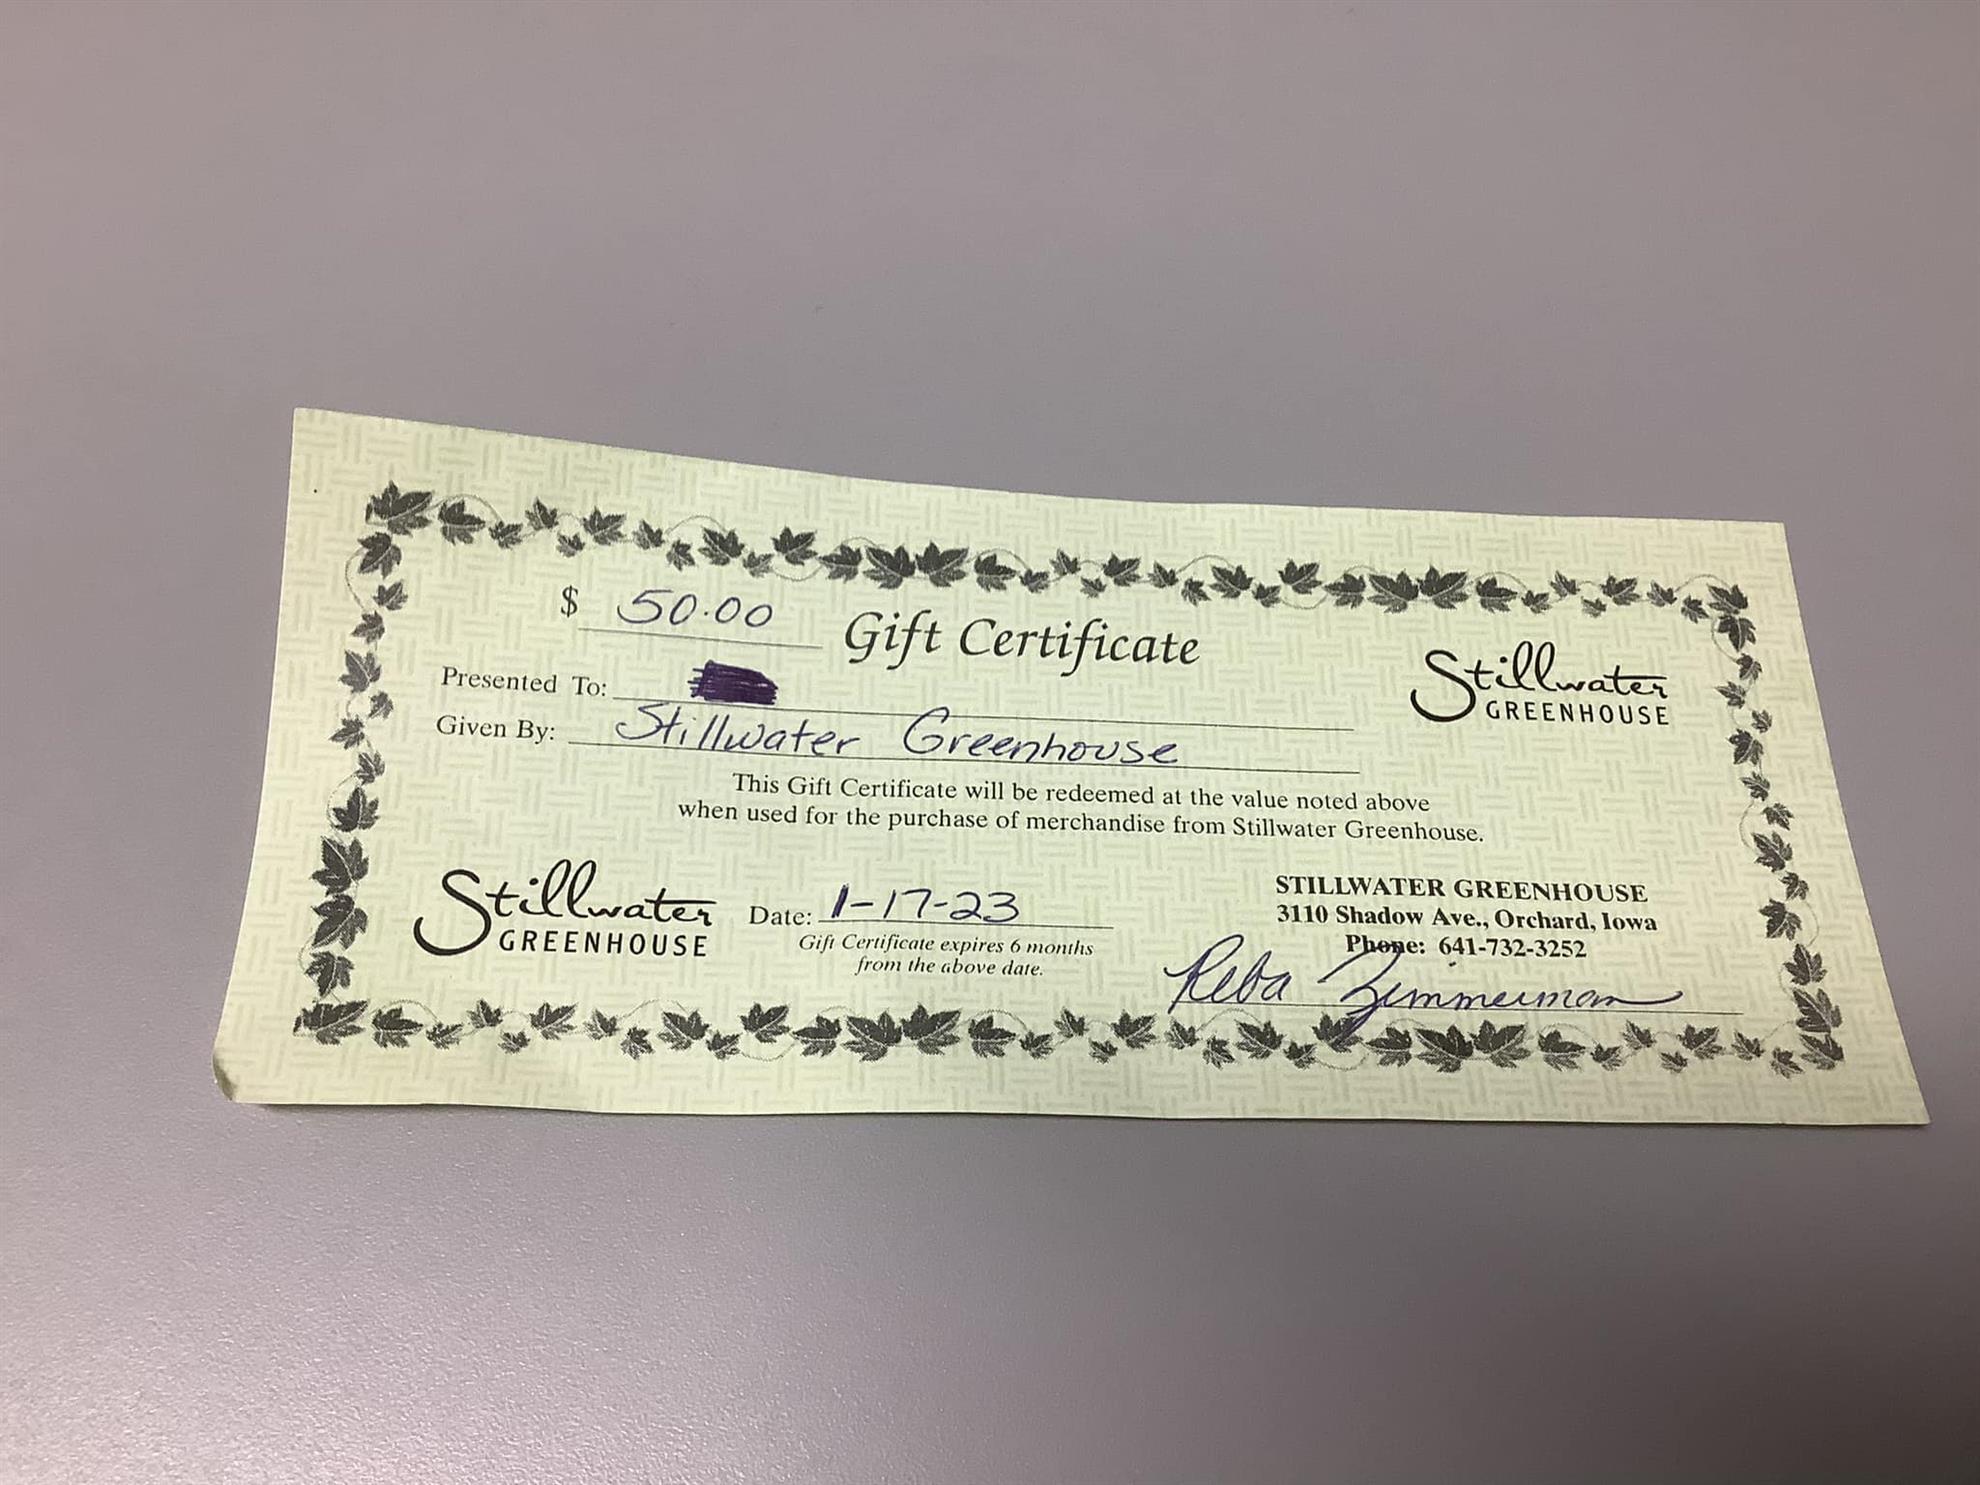 $ 50.00 Gift Certificate
Stillwater
GREENHOUSE
Presented To:
Given By: Stillwater Greenhouse
This Gift Certificate will be redeemed at the value noted above
when used for the purchase of merchandise from Stillwater Greenhouse.
Stillwater
GREENHOUSE
Date: 1-17-23
Gift Certificate expires 6 months
from the above date.
STILLWATER GREENHOUSE
3110 Shadow Ave., Orchard, Iowa
Phone: 641-732-3252
Reba Zimmerman